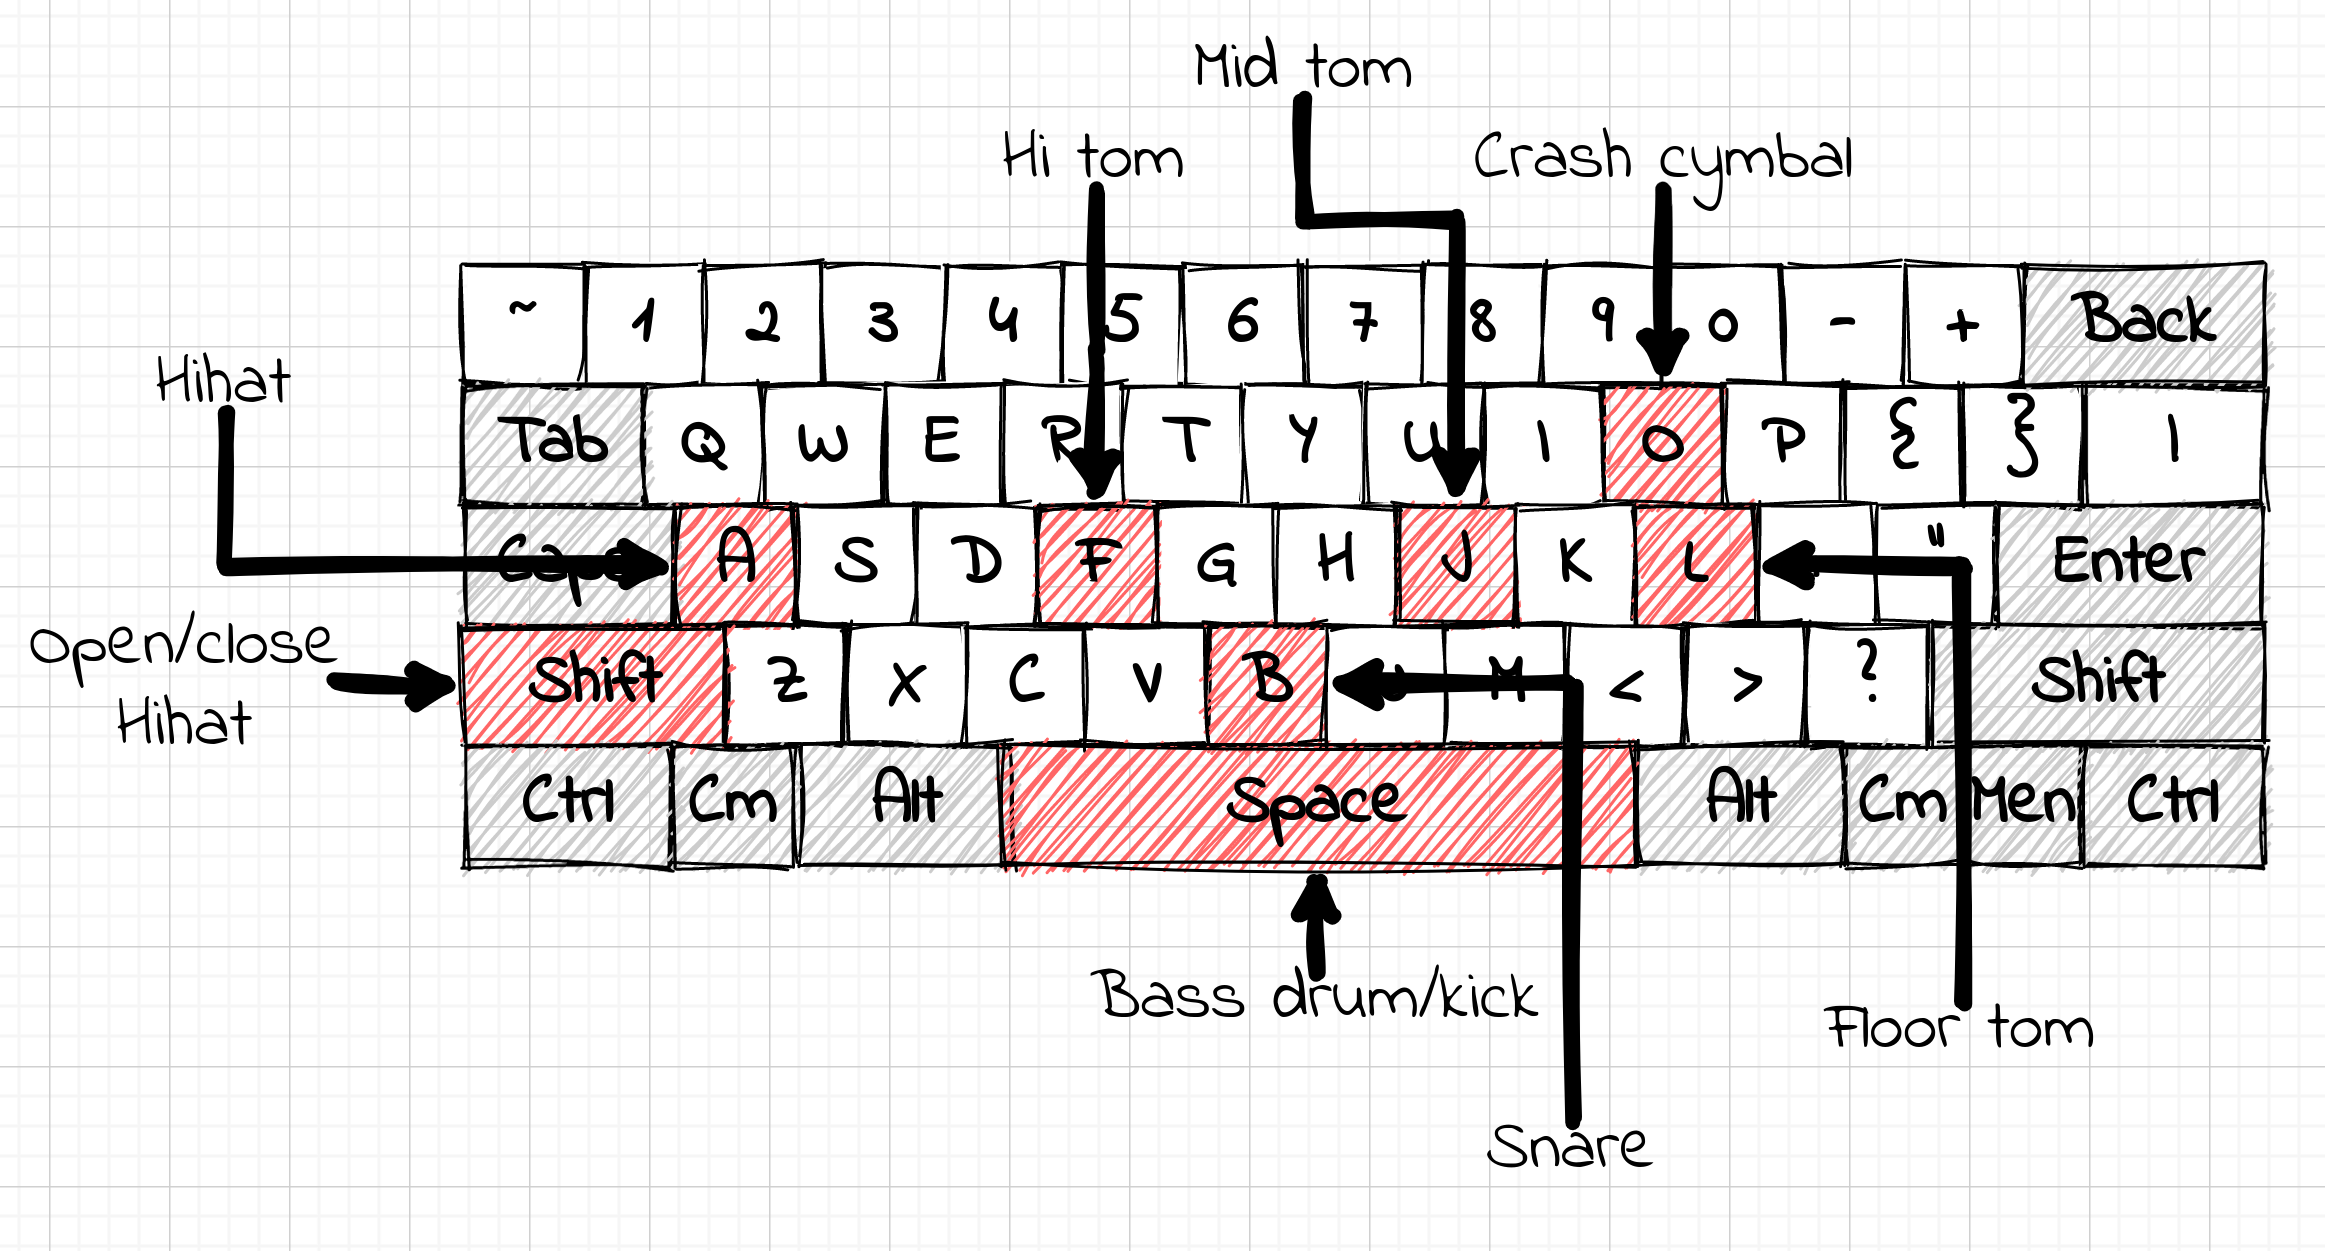 Mid tom
Hi tom
Crash cymbal
~ 1 2 3 4 5 6 7 8 9 0 - + Back
Hihat
Tab Q W E R T Y U I O P { } |
A S D F G H J K L " Enter
Open/close
Hihat
Shift Z X C V B M < > ? Shift
Ctrl Cm Alt Space Alt Cm Men Ctrl
Bass drum/kick
Floor tom
Snare